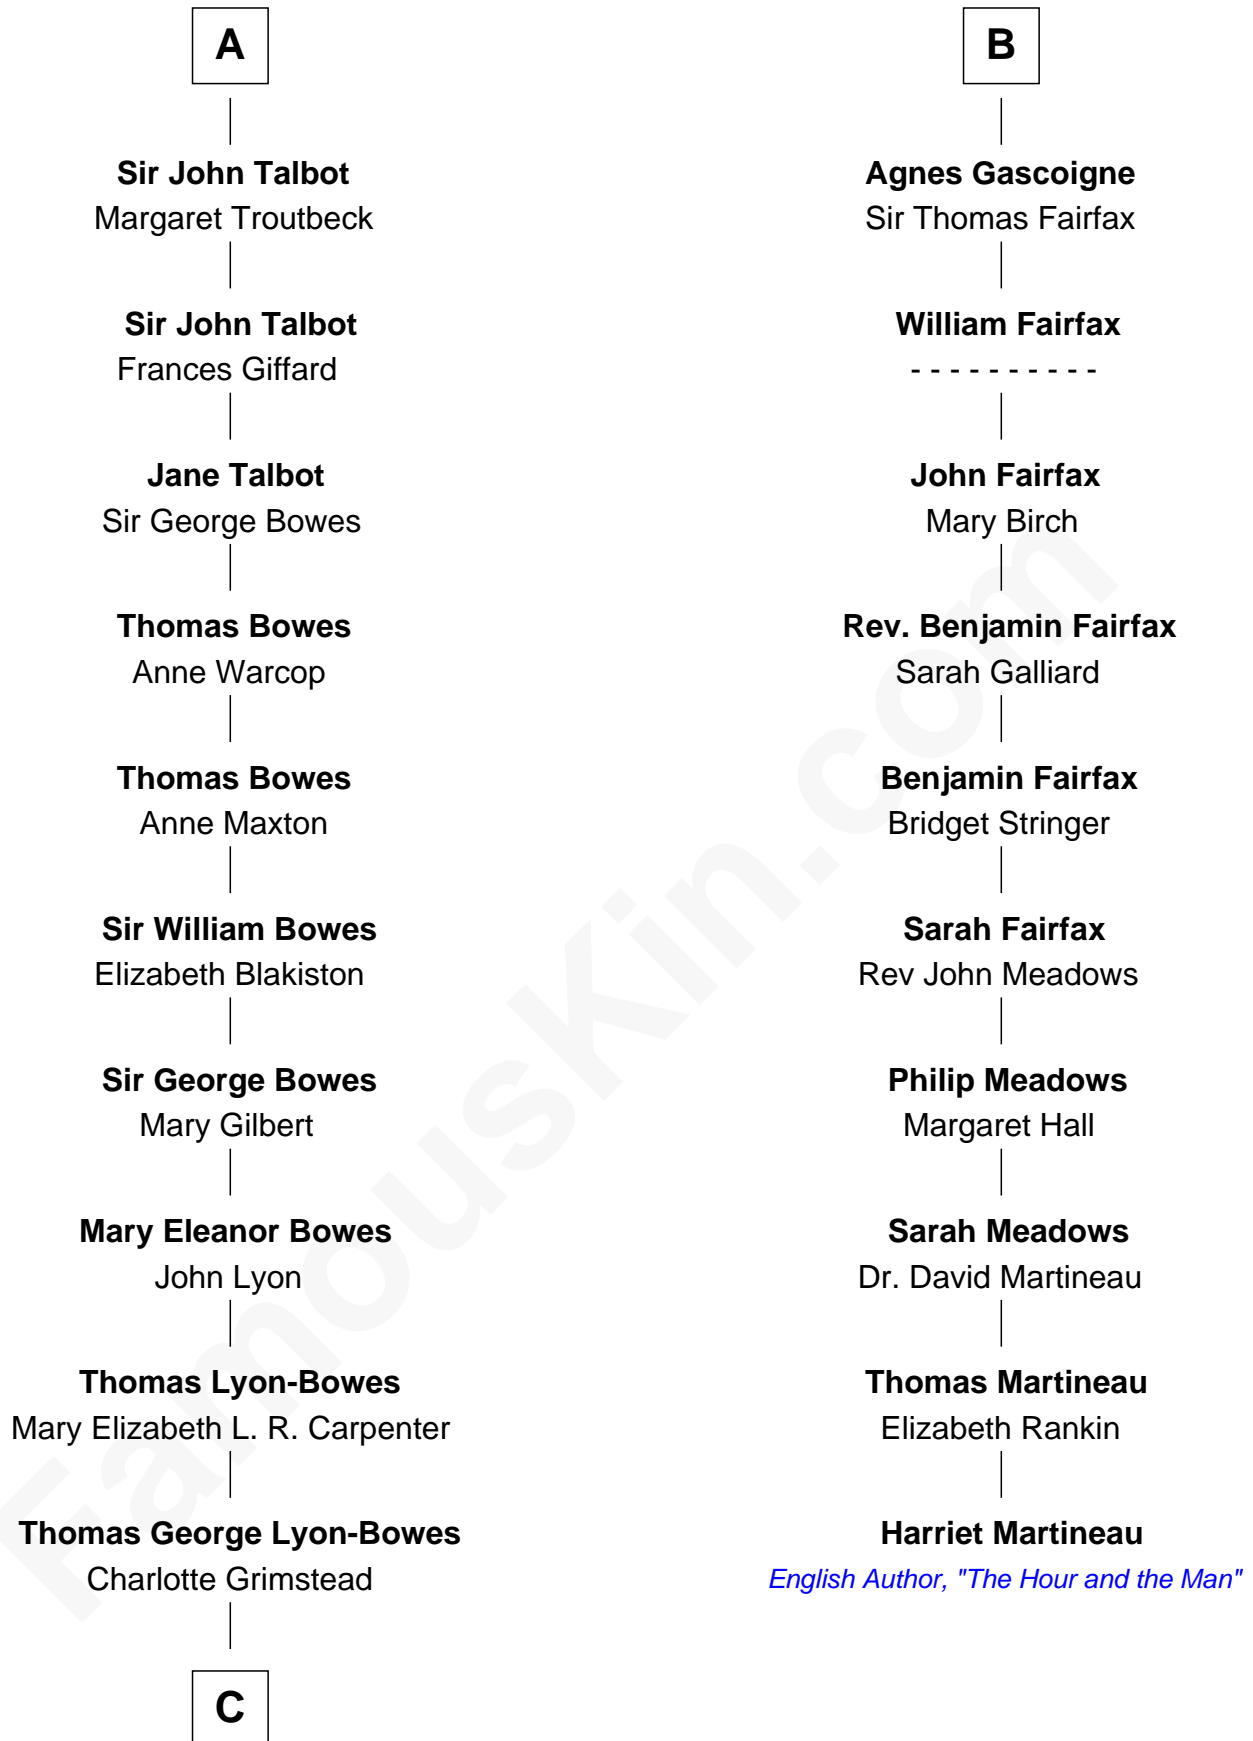 A
Sir John Talbot
Margaret Troutbeck
Sir John Talbot
Frances Giffard
Jane Talbot
Sir George Bowes
Thomas Bowes
Anne Warcop
Thomas Bowes
Anne Maxton
Sir William Bowes
Elizabeth Blakiston
Sir George Bowes
Mary Gilbert
Mary Eleanor Bowes
John Lyon
Thomas Lyon-Bowes
Mary Elizabeth L. R. Carpenter
Thomas George Lyon-Bowes
Charlotte Grimstead
C
B
Agnes Gascoigne
Sir Thomas Fairfax
William Fairfax
- - - - - - - - - -
John Fairfax
Mary Birch
Rev. Benjamin Fairfax
Sarah Galliard
Benjamin Fairfax
Bridget Stringer
Sarah Fairfax
Rev John Meadows
Philip Meadows
Margaret Hall
Sarah Meadows
Dr. David Martineau
Thomas Martineau
Elizabeth Rankin
Harriet Martineau
English Author, "The Hour and the Man"
FamousKin.com